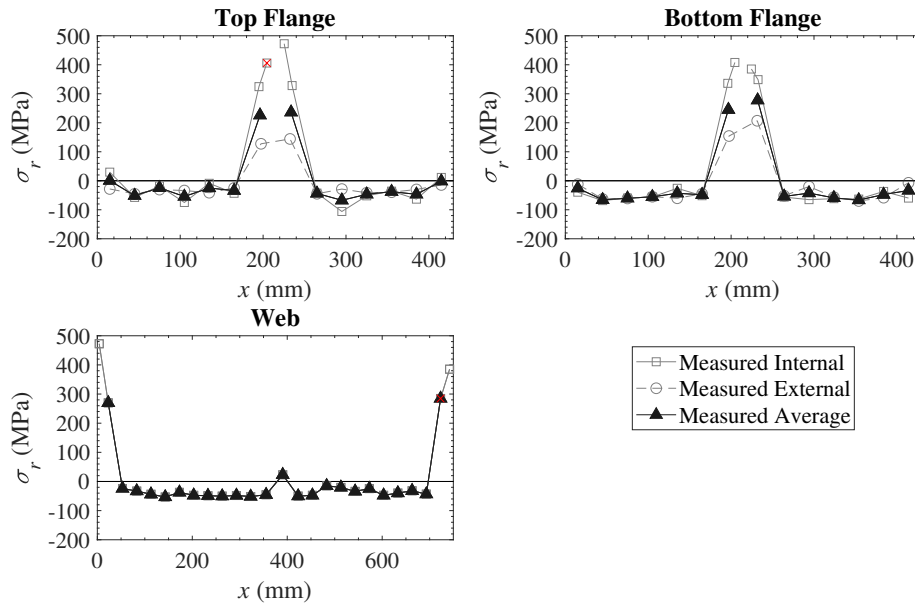 Top Flange
500
400
300
200
100
0
-100
-200
σr (MPa)
0 100 200 300 400
x (mm)
Bottom Flange
500
400
300
200
100
0
-100
-200
σr (MPa)
0 100 200 300 400
x (mm)
Web
500
400
300
200
100
0
-100
-200
σr (MPa)
0 200 400 600
x (mm)
Measured Internal
Measured External
Measured Average